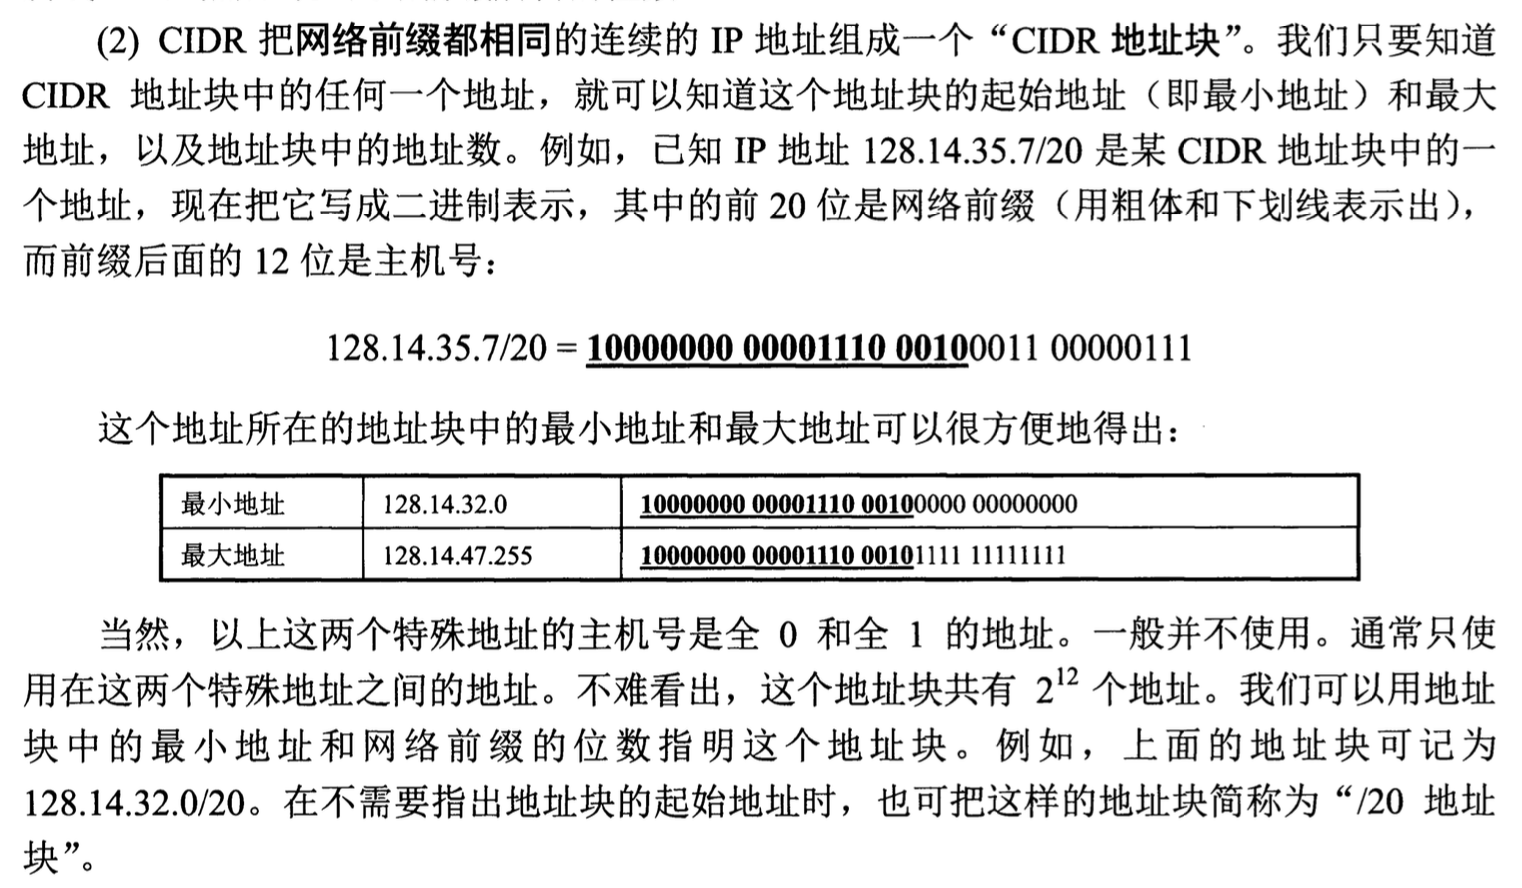 (2) CIDR 把网络前缀都相同的连续的 IP 地址组成一个“CIDR 地址块”。我们只要知道
CIDR 地址块中的任何一个地址，就可以知道这个地址块的起始地址（即最小地址）和最大
地址，以及地址块中的地址数。例如，已知 IP 地址 128.14.35.7/20 是某 CIDR 地址块中的一
个地址，现在把它写成二进制表示，其中的前 20 位是网络前缀（用粗体和下划线表示出），
而前缀后面的 12 位是主机号：
128.14.35.7/20 = 10000000 00001110 00100011 00000111
这个地址所在的地址块中的最小地址和最大地址可以很方便地得出：
最小地址 128.14.32.0 10000000 00001110 00100000 00000000
最大地址 128.14.47.255 10000000 00001110 00101111 11111111
当然，以上这两个特殊地址的主机号是全 0 和全 1 的地址。一般并不使用。通常只使
用在这两个特殊地址之间的地址。不难看出，这个地址块共有 2¹² 个地址。我们可以用地址
块中的最小地址和网络前缀的位数指明这个地址块。例如，上面的地址块可记为
128.14.32.0/20。在不需要指出地址块的起始地址时，也可把这样的地址块简称为“/20 地址
块”。